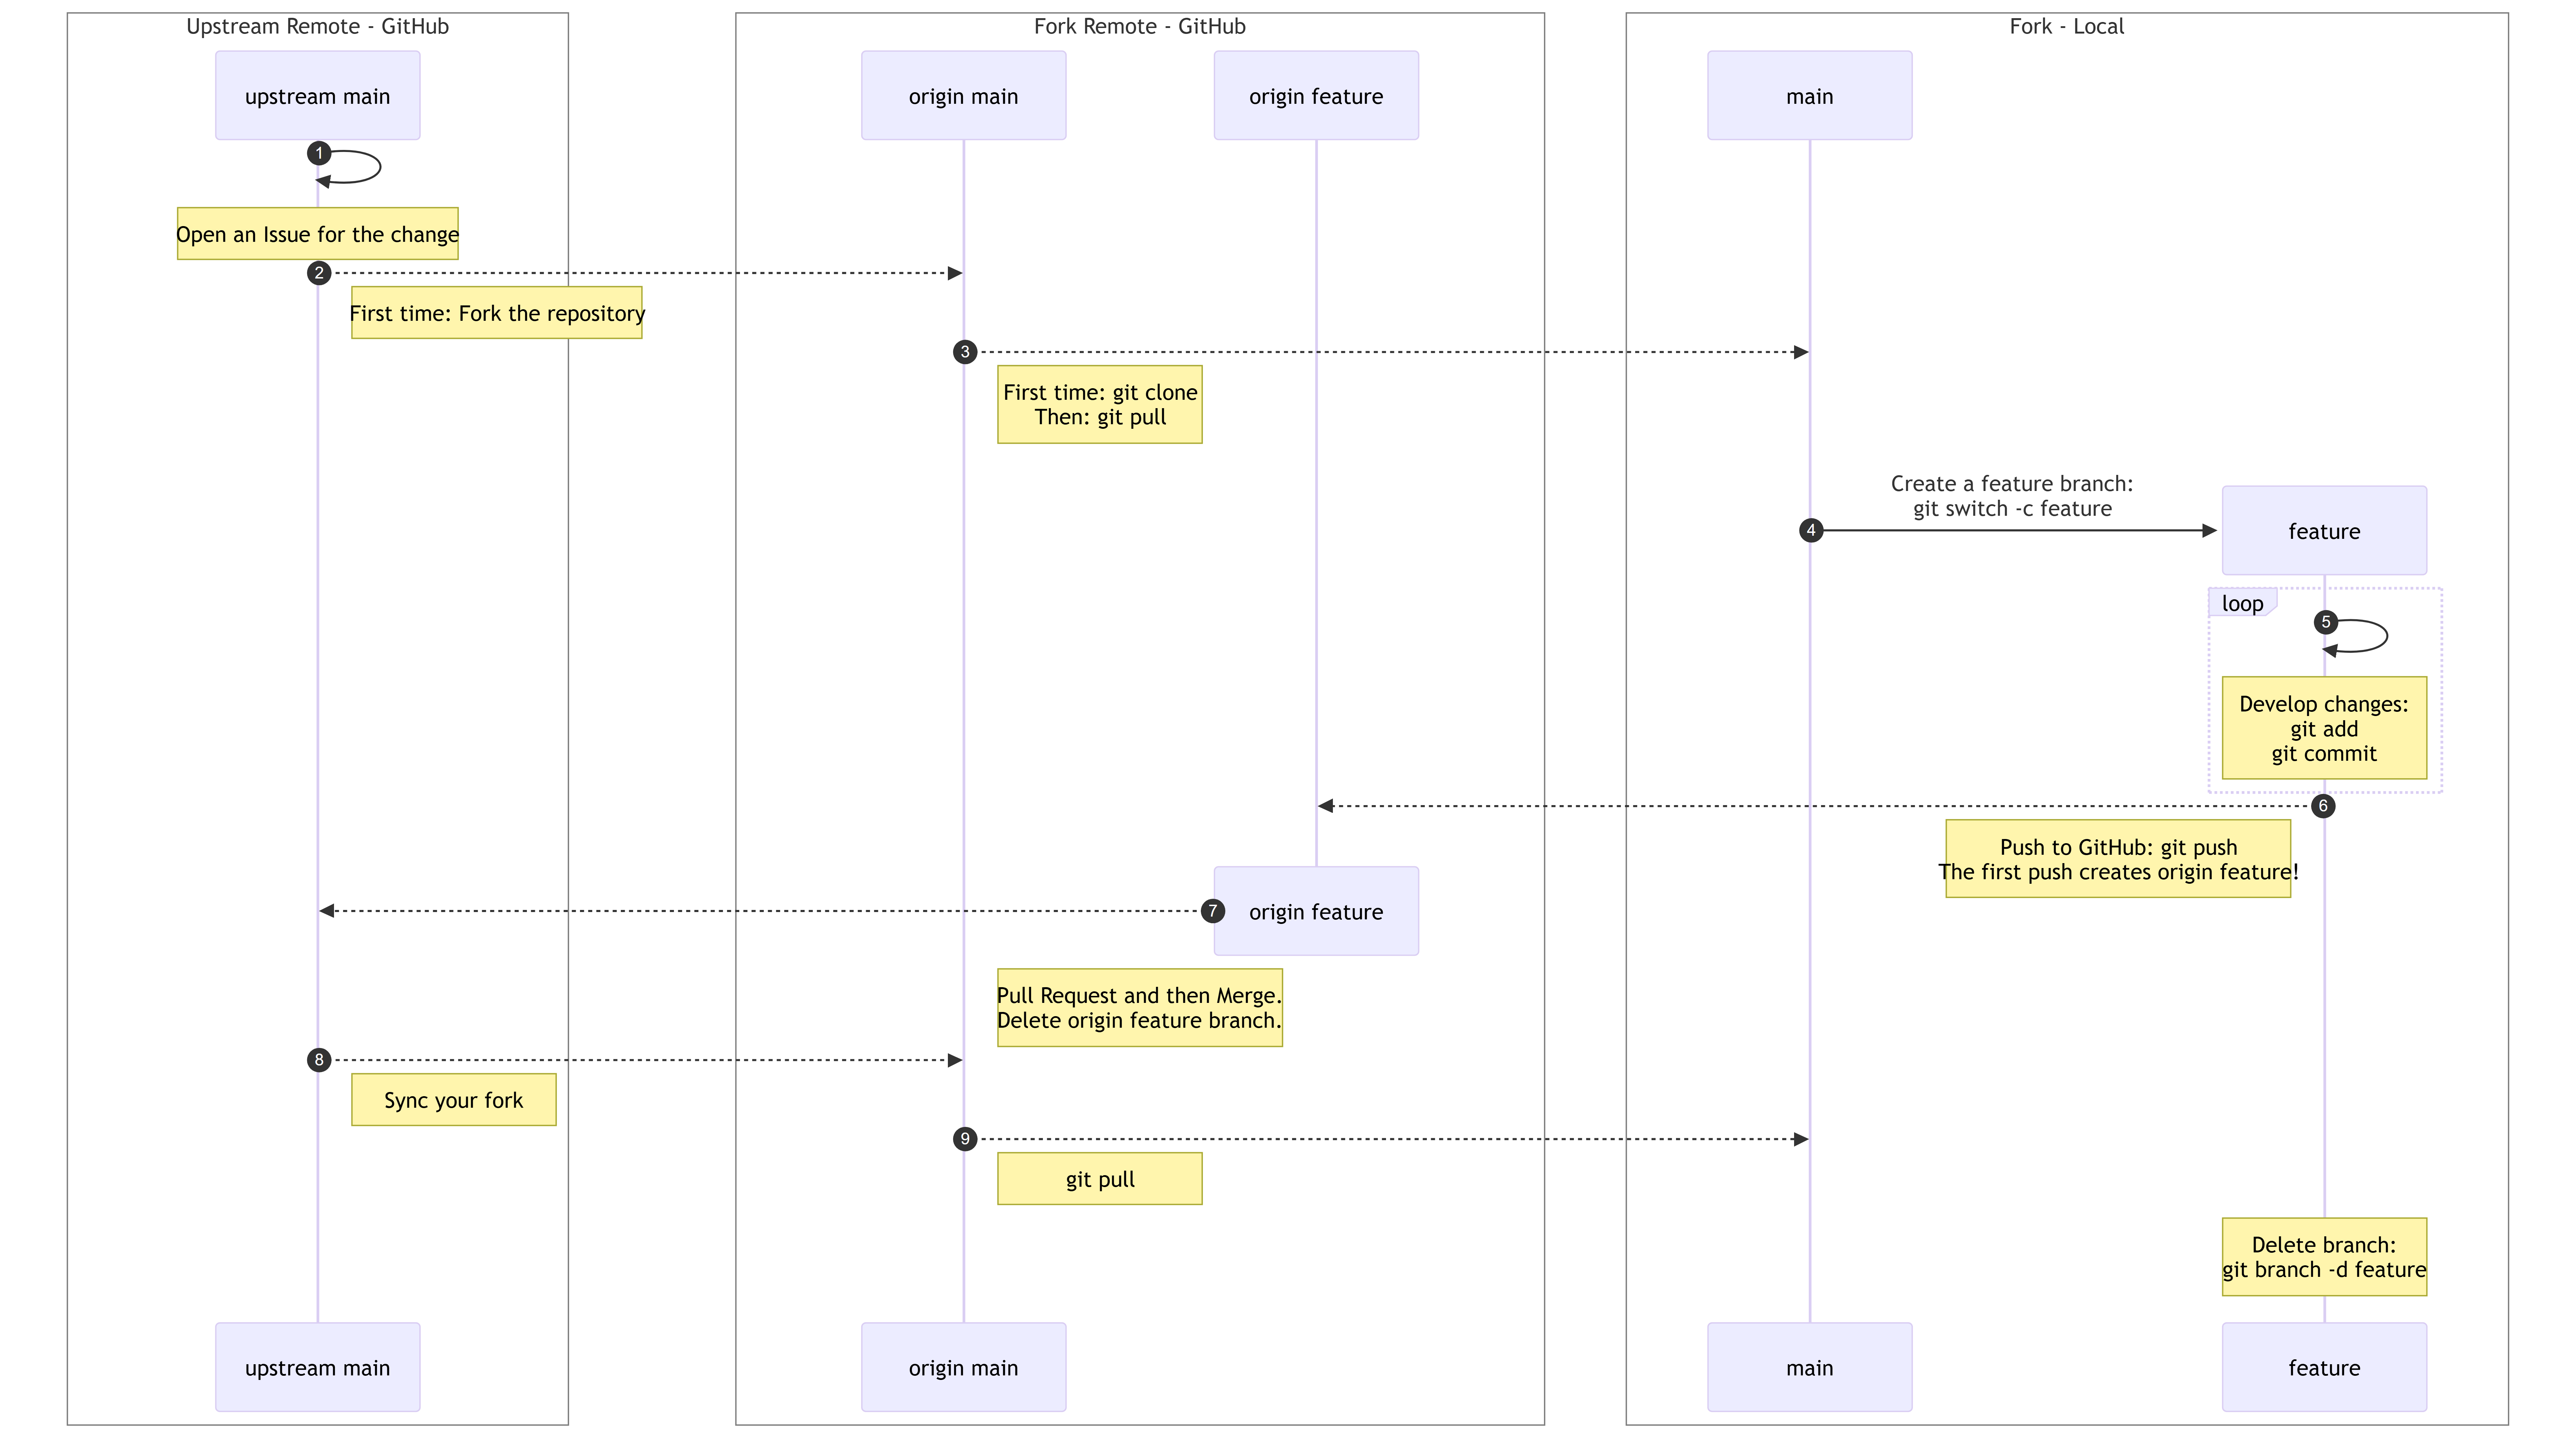 Upstream Remote - GitHub
Fork Remote - GitHub
Fork - Local
upstream main
origin main
origin feature
main
1
Open an Issue for the change
2
First time: Fork the repository
3
First time: git clone
Then: git pull
Create a feature branch:
git switch -c feature
4
feature
loop
5
Develop changes:
git add
git commit
6
Push to GitHub: git push
The first push creates origin feature!
7
origin feature
Pull Request and then Merge.
Delete origin feature branch.
8
Sync your fork
9
git pull
Delete branch:
git branch -d feature
upstream main
origin main
main
feature